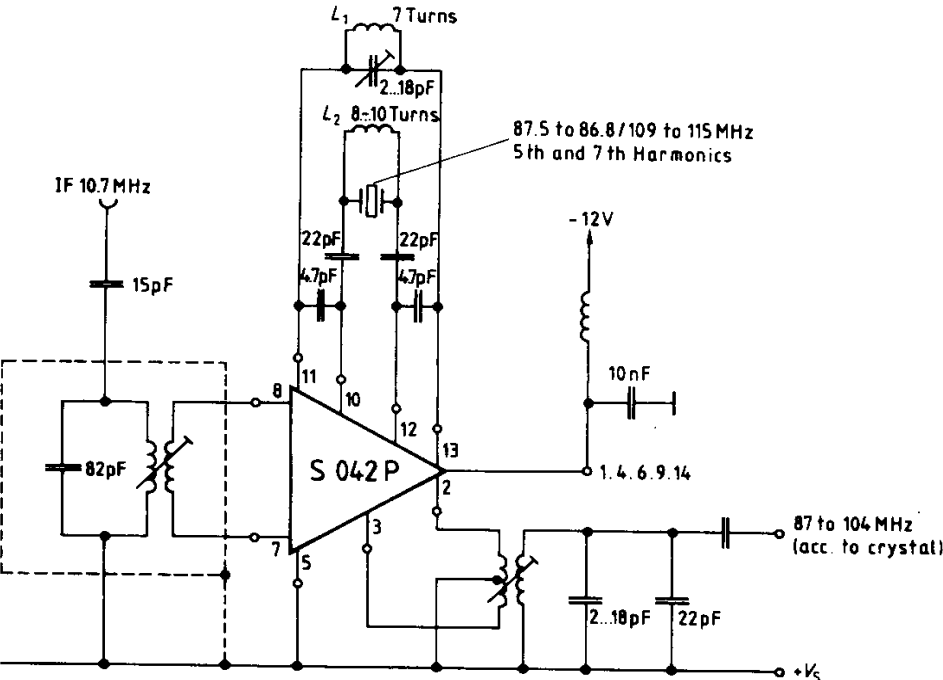 L₁ 7 Turns
2...18pF
L₂ 8-10 Turns
87.5 to 86.8/109 to 115 MHz
5th and 7th Harmonics
IF 10.7 MHz
-12V
22pF 22pF
15pF
4.7pF 4.7pF
10nF
11
8 10
12
13
82pF
S 042 P
1.4.6.9.14
2
3
87 to 104 MHz
(acc. to crystal)
7
5
2...18pF 22pF
+Vs